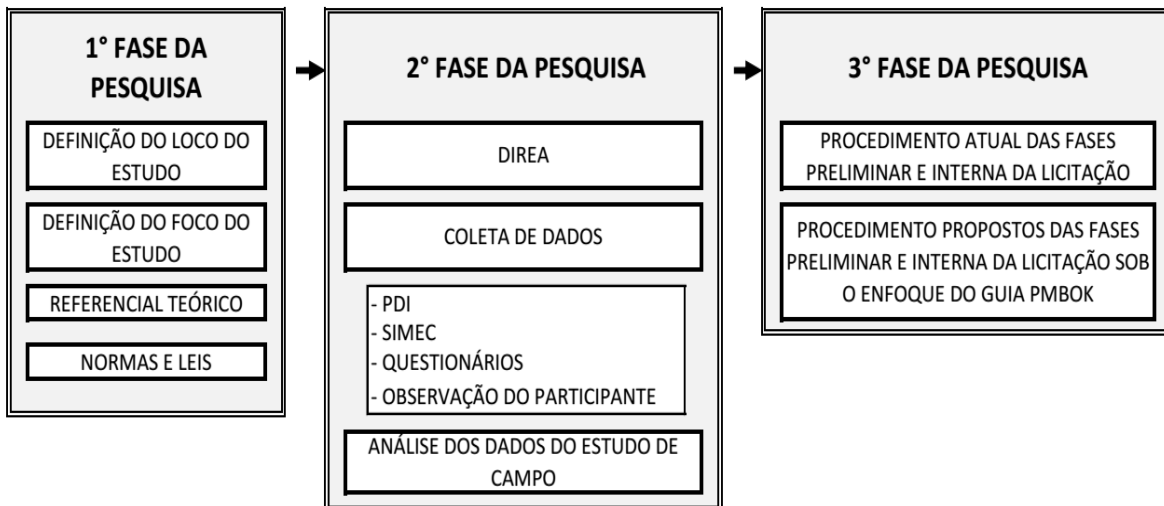 1° FASE DA
PESQUISA
DEFINIÇÃO DO LOCO DO
ESTUDO
DEFINIÇÃO DO FOCO DO
ESTUDO
REFERENCIAL TEÓRICO
NORMAS E LEIS
2° FASE DA PESQUISA
DIREA
COLETA DE DADOS
- PDI
- SIMEC
- QUESTIONÁRIOS
- OBSERVAÇÃO DO PARTICIPANTE
ANÁLISE DOS DADOS DO ESTUDO DE
CAMPO
3° FASE DA PESQUISA
PROCEDIMENTO ATUAL DAS FASES
PRELIMINAR E INTERNA DA LICITAÇÃO
PROCEDIMENTO PROPOSTOS DAS FASES
PRELIMINAR E INTERNA DA LICITAÇÃO SOB
O ENFOQUE DO GUIA PMBOK